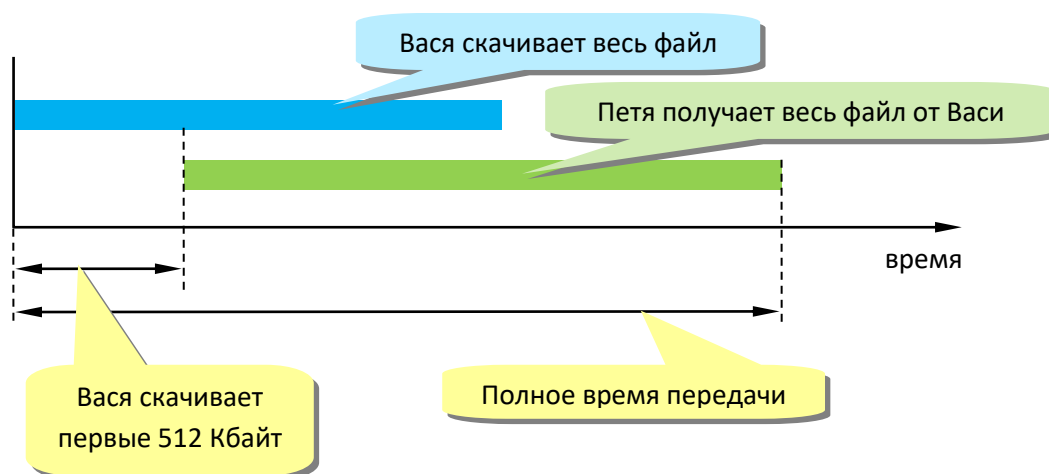 Вася скачивает весь файл
Петя получает весь файл от Васи
время
Вася скачивает
первые 512 Кбайт
Полное время передачи